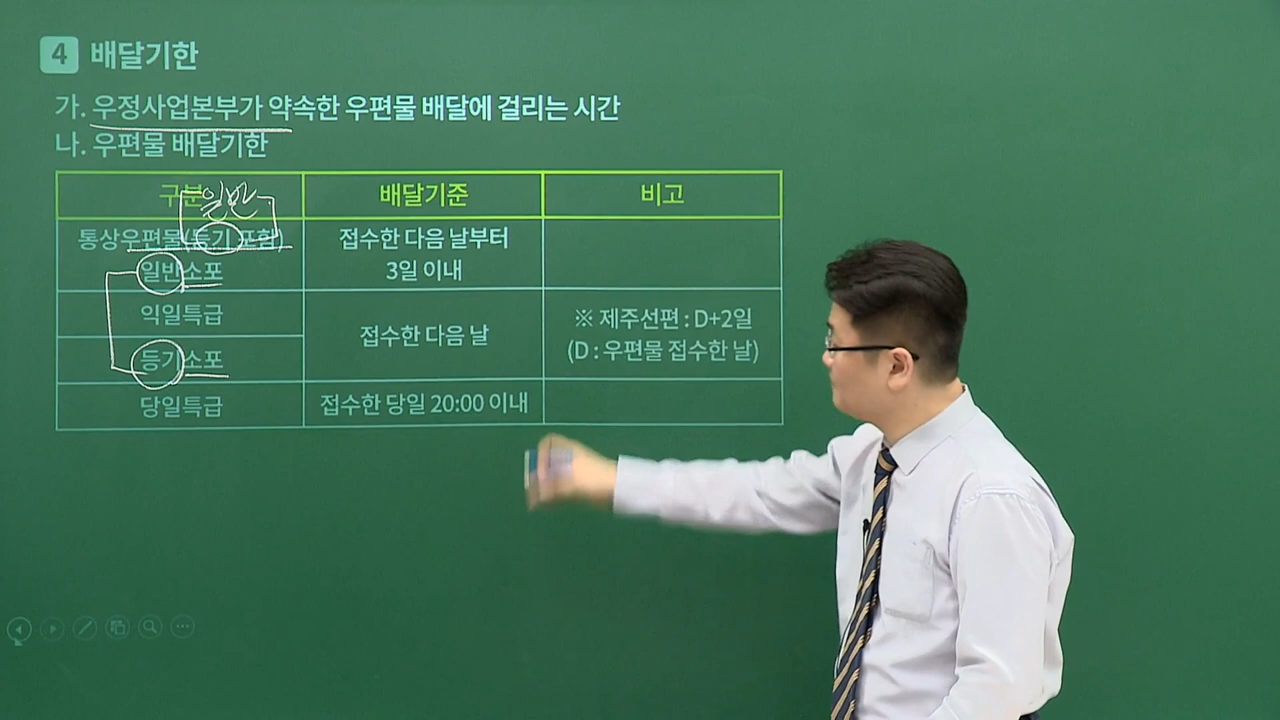 4 배달기한
가. 우정사업본부가 약속한 우편물 배달에 걸리는 시간
나. 우편물 배달기한
구분 배달기준 비고
일반
통상우편물(등기 포함)
일반소포
접수한 다음 날부터
3일 이내
익일특급
등기소포
접수한 다음 날
※ 제주선편 : D+2일
(D : 우편물 접수한 날)
당일특급 접수한 당일 20:00 이내